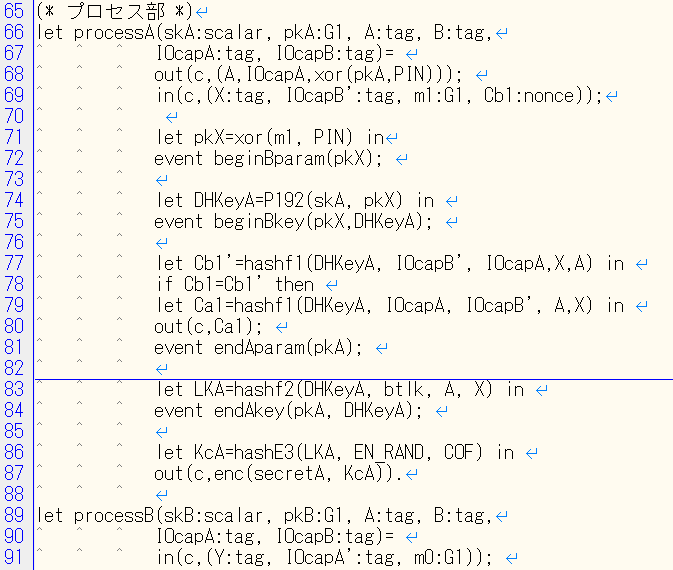 65 (* プロセス部 *)↵
66 let processA(skA:scalar, pkA:G1, A:tag, B:tag,↵
67 ^ ^ ^ IOcapA:tag, IOcapB:tag)= ↵
68 ^ ^ ^ out(c,(A,IOcapA,xor(pkA,PIN))); ↵
69 ^ ^ ^ in(c,(X:tag, IOcapB':tag, m1:G1, Cb1:nonce));↵
70 ^ ^ ^ ↵
71 ^ ^ ^ let pkX=xor(m1, PIN) in↵
72 ^ ^ ^ event beginBparam(pkX); ↵
73 ^ ^ ^ ↵
74 ^ ^ ^ let DHKeyA=P192(skA, pkX) in ↵
75 ^ ^ ^ event beginBkey(pkX,DHKeyA); ↵
76 ^ ^ ^ ↵
77 ^ ^ ^ let Cb1'=hashf1(DHKeyA, IOcapB', IOcapA,X,A) in ↵
78 ^ ^ ^ if Cb1=Cb1' then ↵
79 ^ ^ ^ let Ca1=hashf1(DHKeyA, IOcapA, IOcapB', A,X) in ↵
80 ^ ^ ^ out(c,Ca1); ↵
81 ^ ^ ^ event endAparam(pkA); ↵
82 ^ ^ ^ ↵
83 ^ ^ ^ let LKA=hashf2(DHKeyA, btlk, A, X) in ↵
84 ^ ^ ^ event endAkey(pkA, DHKeyA); ↵
85 ^ ^ ^ ↵
86 ^ ^ ^ let KcA=hashE3(LKA, EN_RAND, COF) in ↵
87 ^ ^ ^ out(c,enc(secretA, KcA)).↵
88 ^ ^ ^ ↵
89 let processB(skB:scalar, pkB:G1, A:tag, B:tag,↵
90 ^ ^ ^ IOcapA:tag, IOcapB:tag)= ↵
91 ^ ^ ^ in(c,(Y:tag, IOcapA':tag, m0:G1)); ↵